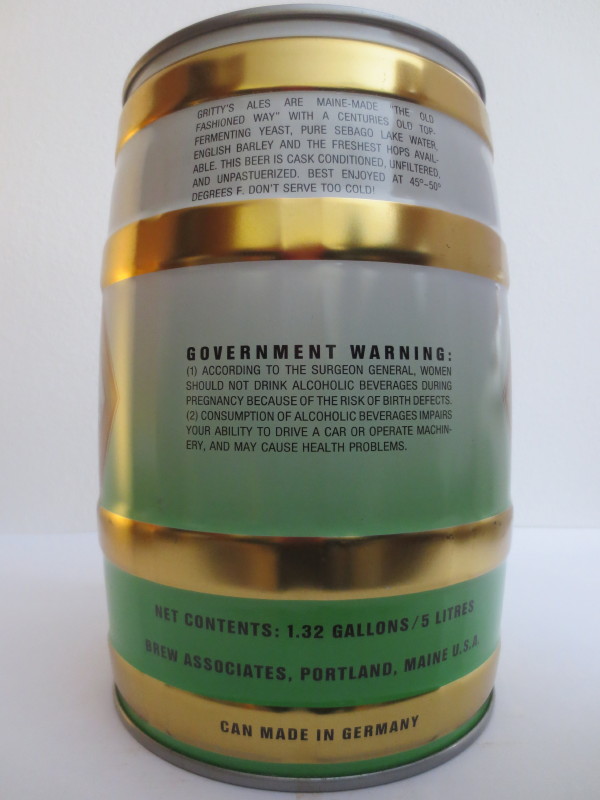 GRITTY'S ALES ARE MAINE-MADE "THE OLD
FASHIONED WAY" WITH A CENTURIES OLD TOP-
FERMENTING YEAST, PURE SEBAGO LAKE WATER,
ENGLISH BARLEY AND THE FRESHEST HOPS AVAIL-
ABLE. THIS BEER IS CASK CONDITIONED, UNFILTERED,
AND UNPASTUERIZED. BEST ENJOYED AT 45°-50°
DEGREES F. DON'T SERVE TOO COLD!
GOVERNMENT WARNING:
(1) ACCORDING TO THE SURGEON GENERAL, WOMEN
SHOULD NOT DRINK ALCOHOLIC BEVERAGES DURING
PREGNANCY BECAUSE OF THE RISK OF BIRTH DEFECTS.
(2) CONSUMPTION OF ALCOHOLIC BEVERAGES IMPAIRS
YOUR ABILITY TO DRIVE A CAR OR OPERATE MACHIN-
ERY, AND MAY CAUSE HEALTH PROBLEMS.
NET CONTENTS: 1.32 GALLONS/5 LITRES
BREW ASSOCIATES, PORTLAND, MAINE U.S.A.
CAN MADE IN GERMANY